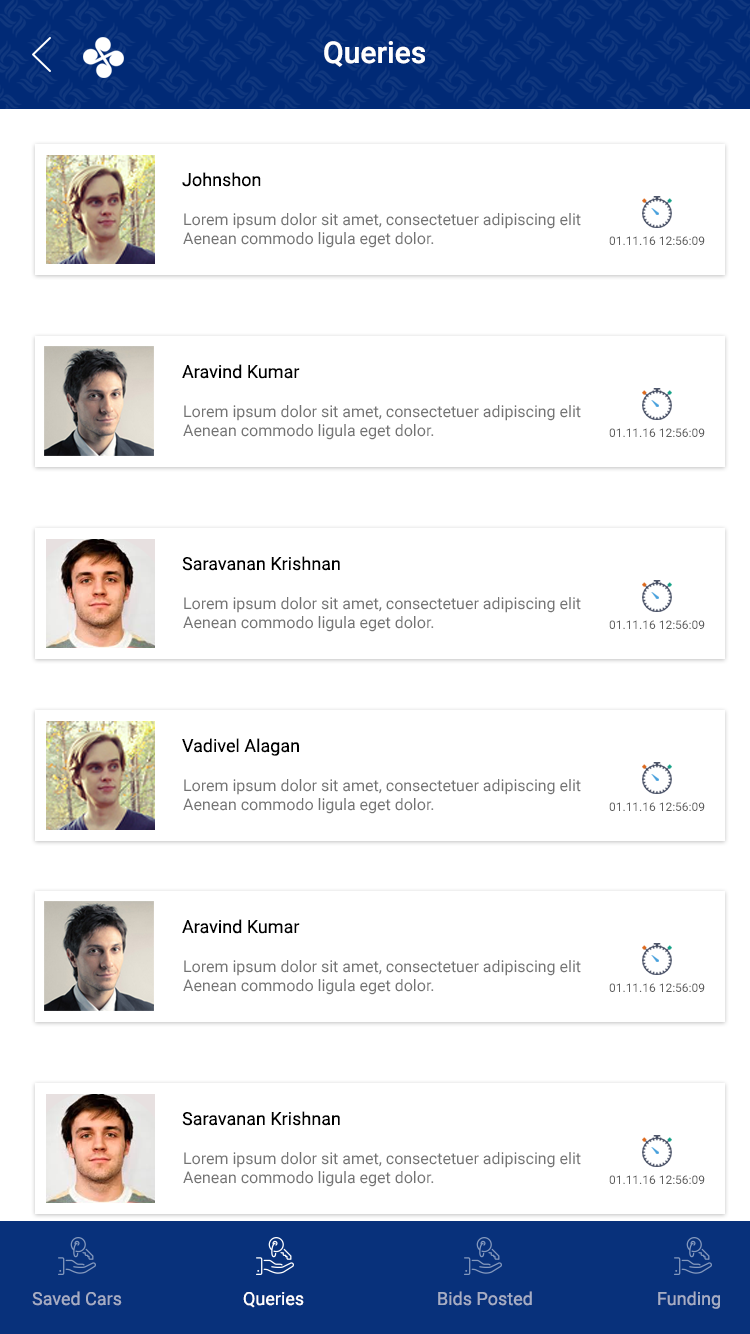 Queries
Johnshon
Lorem ipsum dolor sit amet, consectetuer adipiscing elit
Aenean commodo ligula eget dolor.
01.11.16 12:56:09
Aravind Kumar
Lorem ipsum dolor sit amet, consectetuer adipiscing elit
Aenean commodo ligula eget dolor.
01.11.16 12:56:09
Saravanan Krishnan
Lorem ipsum dolor sit amet, consectetuer adipiscing elit
Aenean commodo ligula eget dolor.
01.11.16 12:56:09
Vadivel Alagan
Lorem ipsum dolor sit amet, consectetuer adipiscing elit
Aenean commodo ligula eget dolor.
01.11.16 12:56:09
Aravind Kumar
Lorem ipsum dolor sit amet, consectetuer adipiscing elit
Aenean commodo ligula eget dolor.
01.11.16 12:56:09
Saravanan Krishnan
Lorem ipsum dolor sit amet, consectetuer adipiscing elit
Aenean commodo ligula eget dolor.
01.11.16 12:56:09
Saved Cars
Queries
Bids Posted
Funding